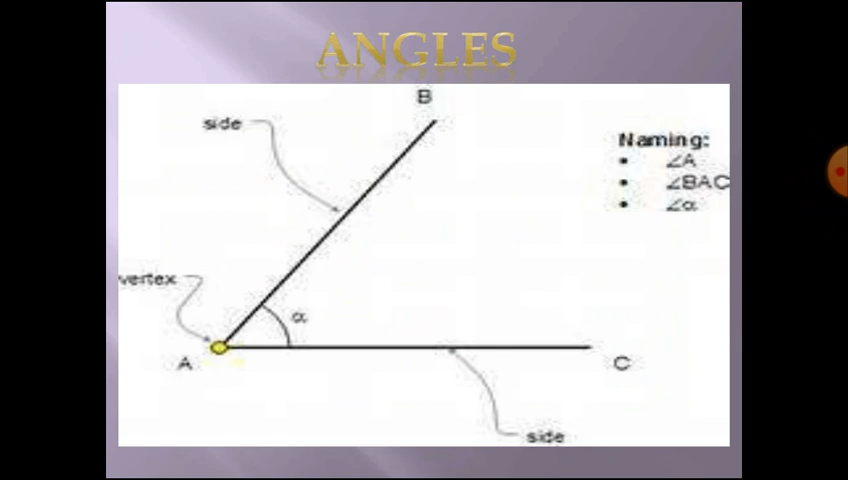 ANGLES
B
side
Naming:
• ∠A
• ∠BAC
• ∠α
vertex
α
A
C
side